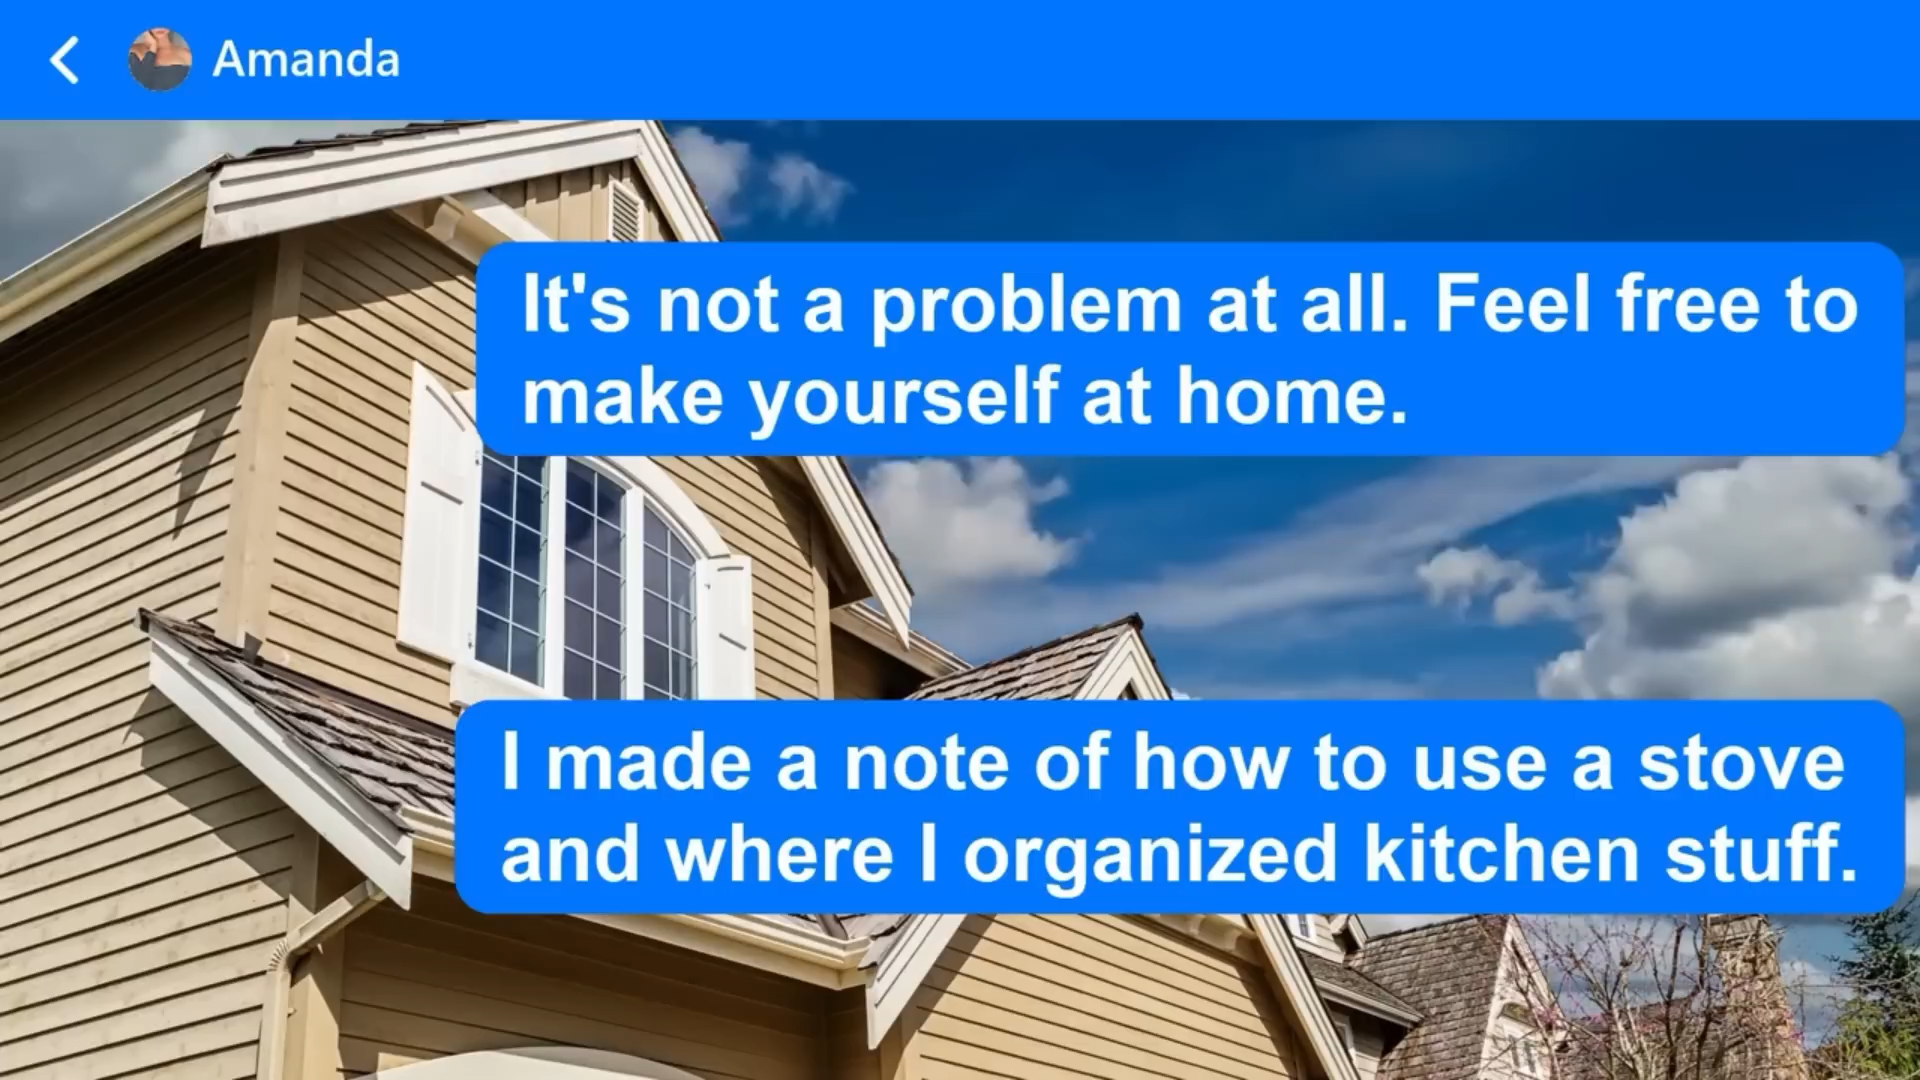 Amanda
It's not a problem at all. Feel free to
make yourself at home.
I made a note of how to use a stove
and where I organized kitchen stuff.